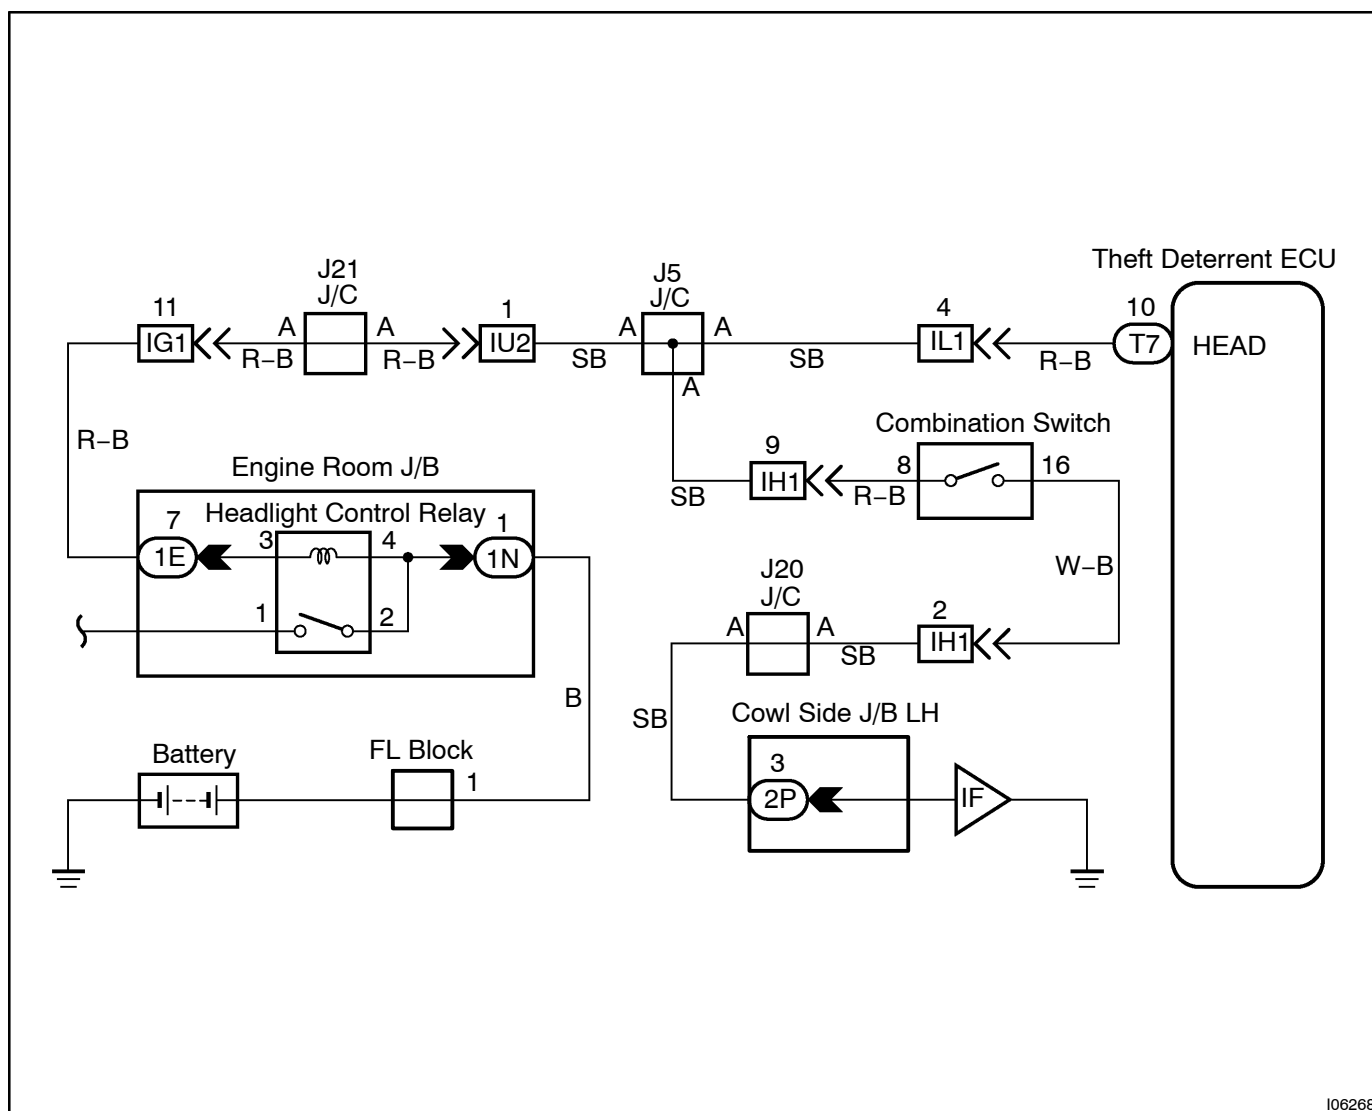 Theft Deterrent ECU
J21
J/C
J5
J/C
11
1
4
10
IG1
A
A
IU2
A
A
IL1
T7
HEAD
R–B
R–B
SB
SB
R–B
A
Combination Switch
R–B
9
8
16
IH1
SB
R–B
Engine Room J/B
Headlight Control Relay
7
3
4
1
1E
1N
W–B
J20
J/C
1
2
A
A
2
IH1
SB
B
SB
Cowl Side J/B LH
Battery
FL Block
1
3
2P
IF
I06268